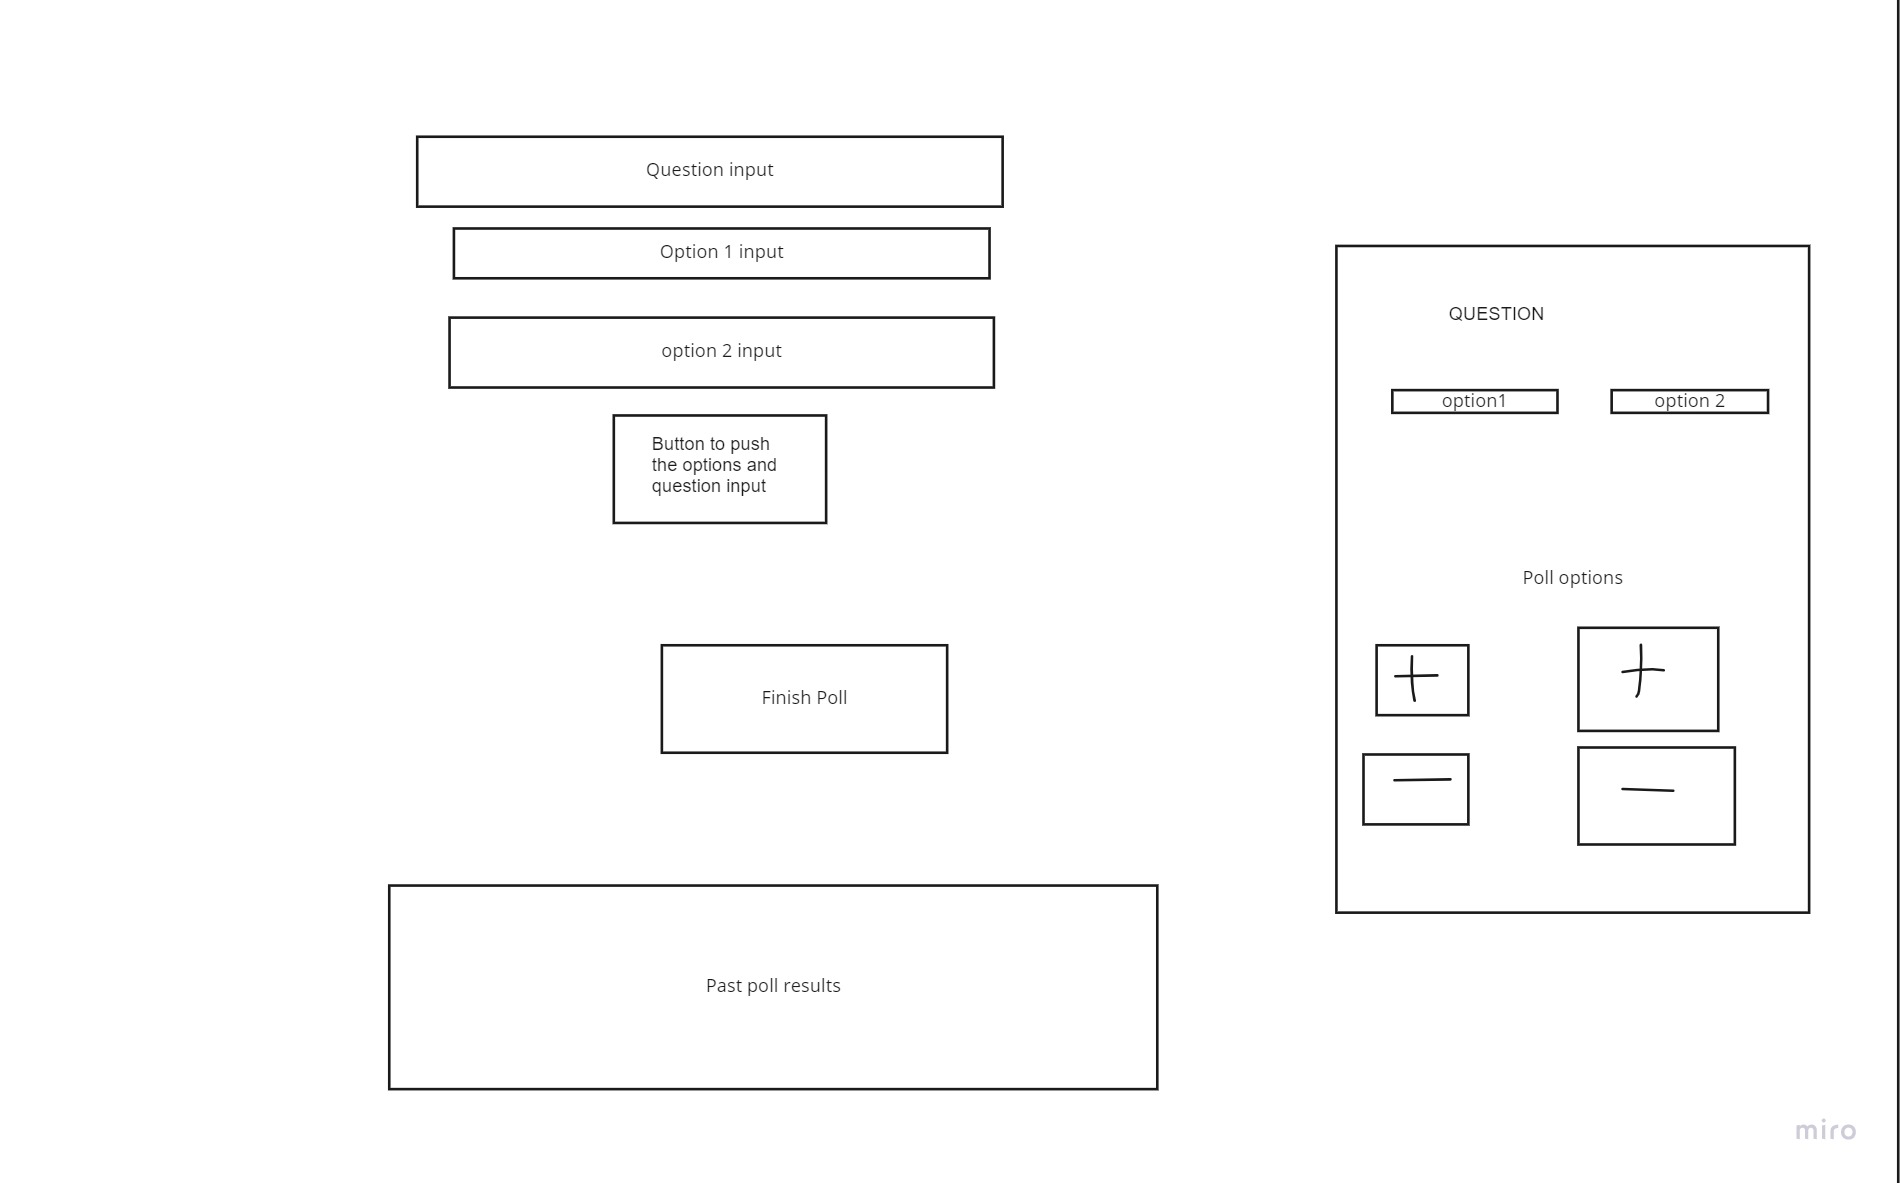 Question input
Option 1 input
option 2 input
Button to push
the options and
question input
Finish Poll
Past poll results
QUESTION
option1
option 2
Poll options
+
+
—
—
miro